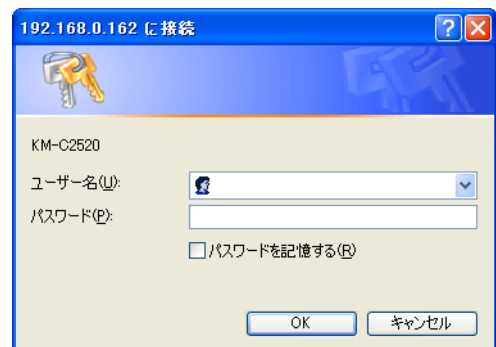 192.168.0.162 に接続
KM-C2520
ユーザー名(U):
パスワード(P):
パスワードを記憶する(R)
OK キャンセル